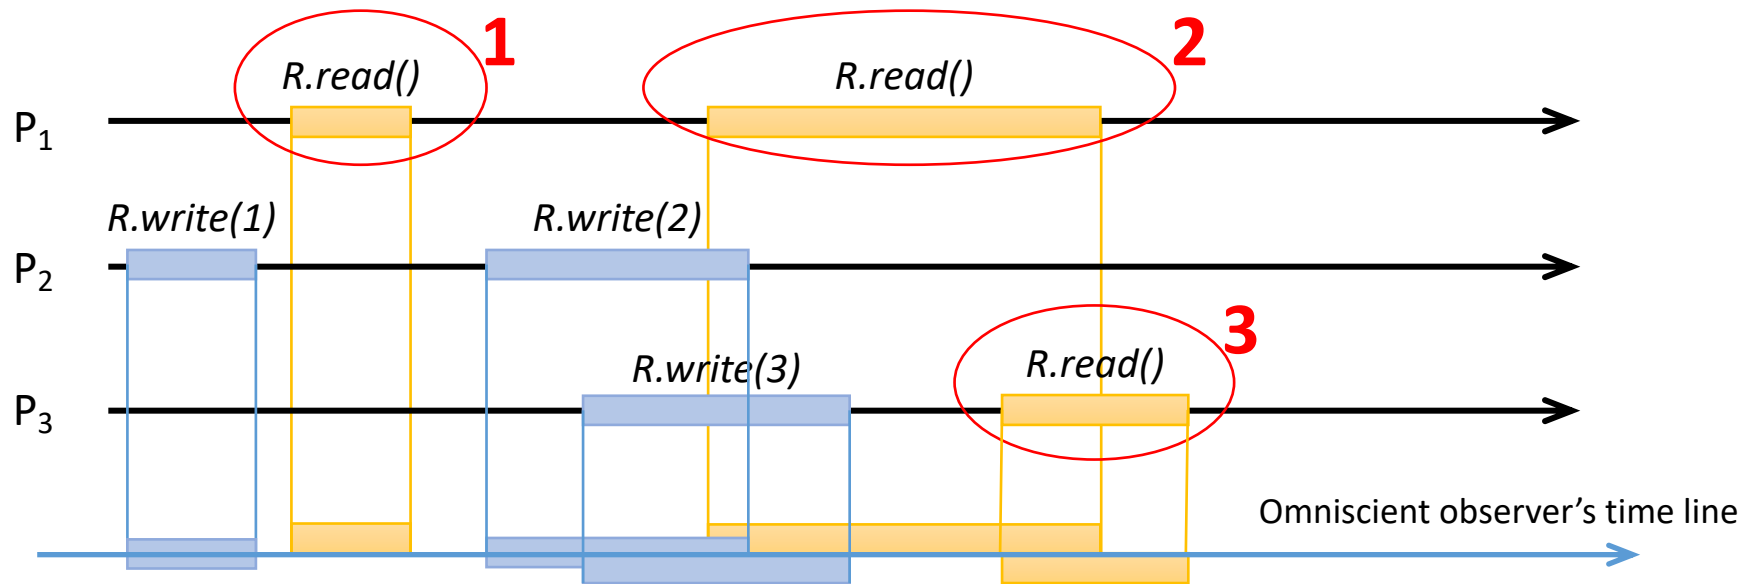 1
2
R.read()
R.read()
P1
R.write(1)
R.write(2)
P2
3
R.write(3)
R.read()
P3
Omniscient observer’s time line